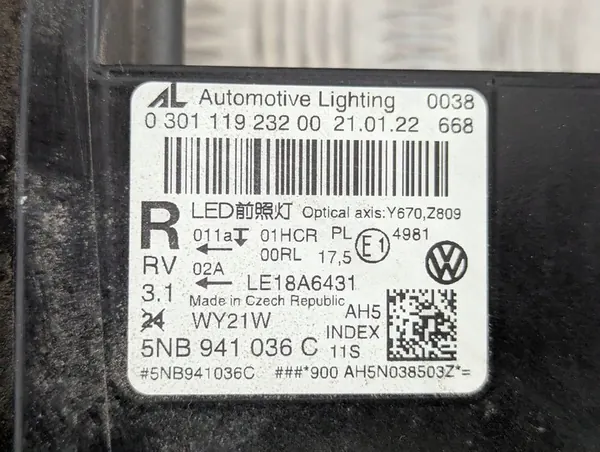 AL Automotive Lighting 0038
0 301 119 232 00 21.01.22 668
R LED前照灯 Optical axis:Y670,Z809
011a 01HCR PL E1 4981
← 00RL 17,5
RV 02A ← LE18A6431
3.1 Made in Czech Republic AH5
24 WY21W INDEX
5NB 941 036 C 11S
#5NB941036C ###*900 AH5N038503Z*=